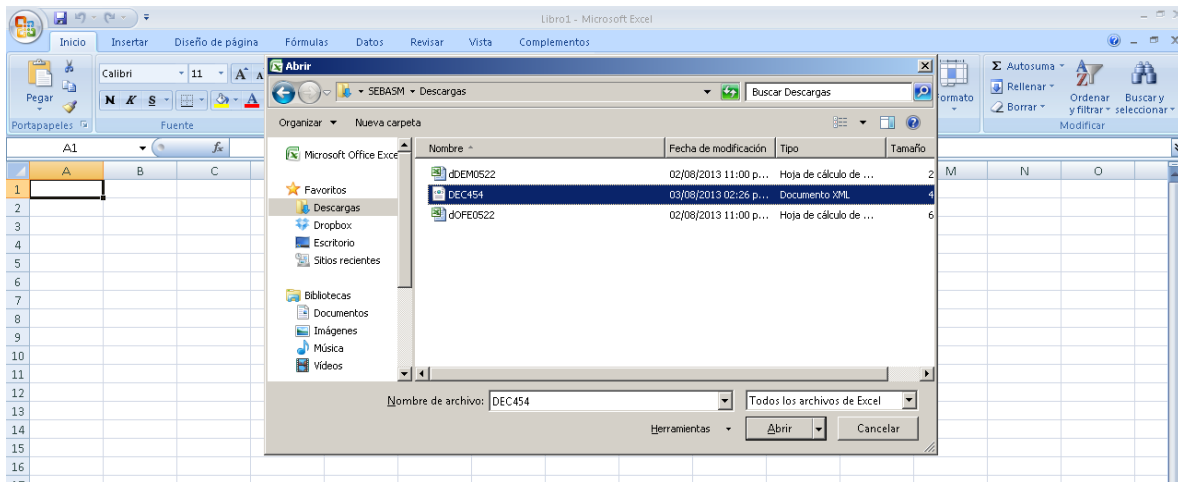 Libro1 - Microsoft Excel
Inicio Insertar Diseño de página Fórmulas Datos Revisar Vista Complementos
Pegar
Calibri 11 A A
N K S A
Portapapeles Fuente
Formato
Σ Autosuma
Rellenar
Borrar
Ordenar y filtrar
Buscar y seleccionar
Modificar
A1 fx
A B C M N O
1
2
3
4
5
6
7
8
9
10
11
12
13
14
15
16
Abrir
SEBASM Descargas
Buscar Descargas
Organizar Nueva carpeta
Microsoft Office Exce
Favoritos
Descargas
Dropbox
Escritorio
Sitios recientes
Bibliotecas
Documentos
Imágenes
Música
Vídeos
Nombre Fecha de modificación Tipo Tamaño
dDEM0522 02/08/2013 11:00 p... Hoja de cálculo de ... 2
DEC454 03/08/2013 02:26 p... Documento XML 4
dOFE0522 02/08/2013 11:00 p... Hoja de cálculo de ... 6
Nombre de archivo: DEC454 Todos los archivos de Excel
Herramientas Abrir Cancelar